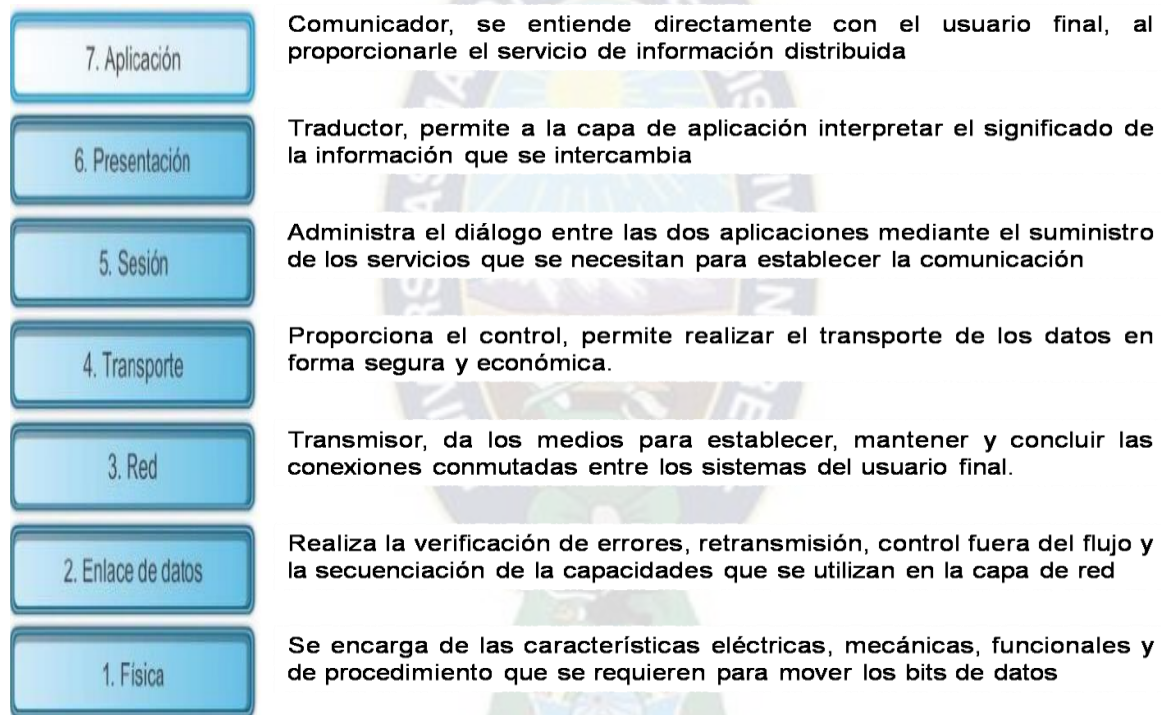 7. Aplicación
Comunicador, se entiende directamente con el usuario final, al
proporcionarle el servicio de información distribuida
6. Presentación
Traductor, permite a la capa de aplicación interpretar el significado de
la información que se intercambia
5. Sesión
Administra el diálogo entre las dos aplicaciones mediante el suministro
de los servicios que se necesitan para establecer la comunicación
4. Transporte
Proporciona el control, permite realizar el transporte de los datos en
forma segura y económica.
3. Red
Transmisor, da los medios para establecer, mantener y concluir las
conexiones conmutadas entre los sistemas del usuario final.
2. Enlace de datos
Realiza la verificación de errores, retransmisión, control fuera del flujo y
la secuenciación de la capacidades que se utilizan en la capa de red
1. Física
Se encarga de las características eléctricas, mecánicas, funcionales y
de procedimiento que se requieren para mover los bits de datos